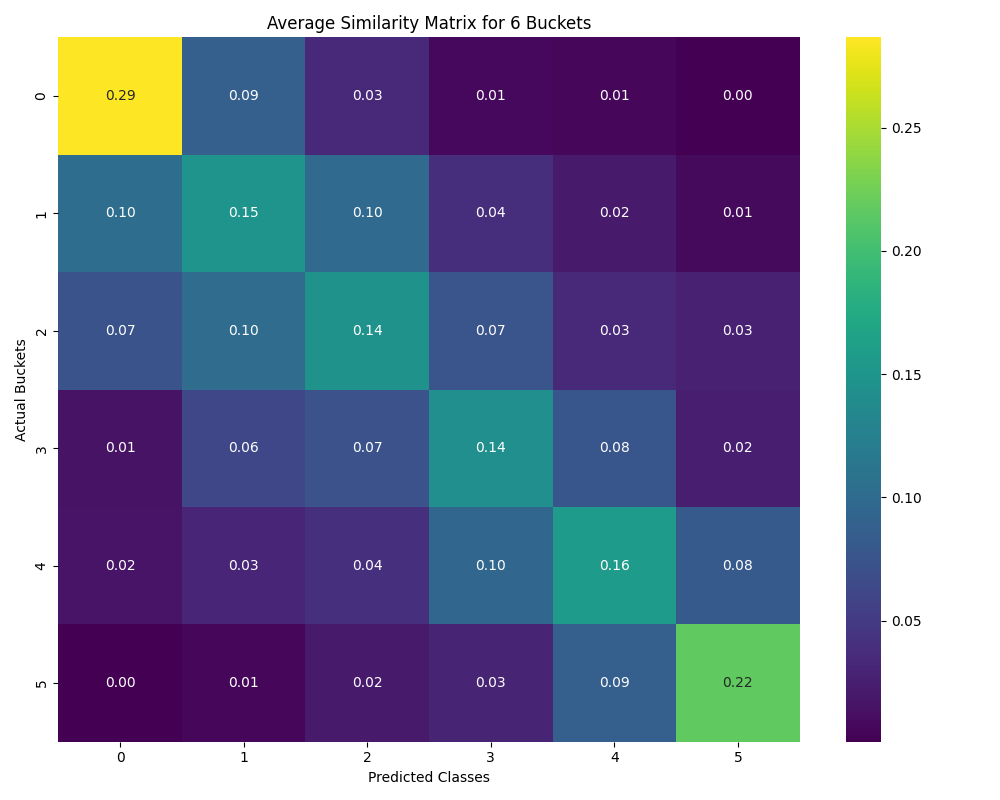 Average Similarity Matrix for 6 Buckets
0 0.29 0.09 0.03 0.01 0.01 0.00
1 0.10 0.15 0.10 0.04 0.02 0.01
2 0.07 0.10 0.14 0.07 0.03 0.03
3 0.01 0.06 0.07 0.14 0.08 0.02
4 0.02 0.03 0.04 0.10 0.16 0.08
5 0.00 0.01 0.02 0.03 0.09 0.22
0 1 2 3 4 5
Predicted Classes
Actual Buckets
0.25
0.20
0.15
0.10
0.05